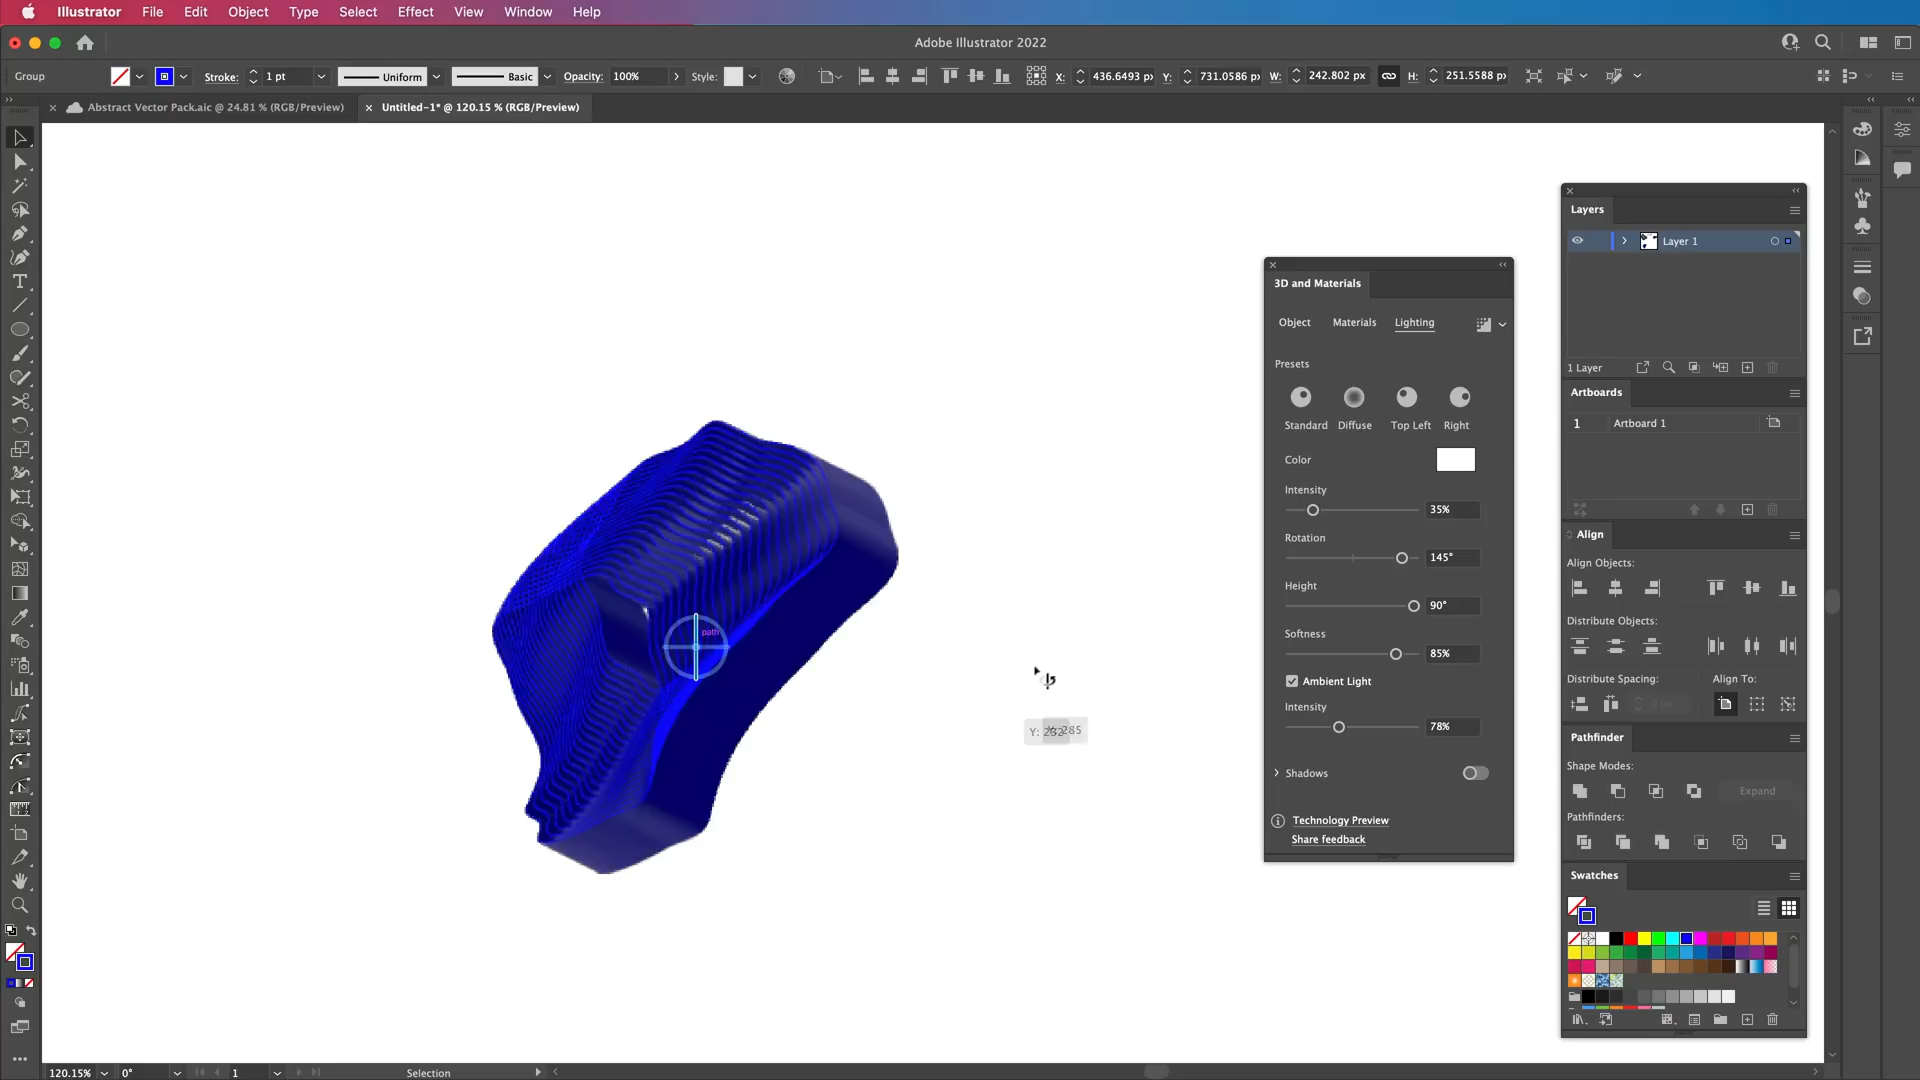 Illustrator File Edit Object Type Select Effect View Window Help
Adobe Illustrator 2022
Group Stroke: 1 pt Uniform Basic Opacity: 100% Style: X: 436.6493 px Y: 731.0586 px W: 242.802 px H: 251.5588 px
Abstract Vector Pack.aic @ 24.81 % (RGB/Preview) Untitled-1* @ 120.15 % (RGB/Preview)
path
Y: 285
3D and Materials
Object Materials Lighting
Presets
Standard Diffuse Top Left Right
Color
Intensity
35%
Rotation
145°
Height
90°
Softness
85%
Ambient Light
Intensity
78%
Shadows
Technology Preview
Share feedback
Layers
Layer 1
1 Layer
Artboards
1 Artboard 1
Align
Align Objects:
Distribute Objects:
Distribute Spacing: Align To:
Pathfinder
Shape Modes:
Expand
Pathfinders:
Swatches
120.15% 0° 1 Selection